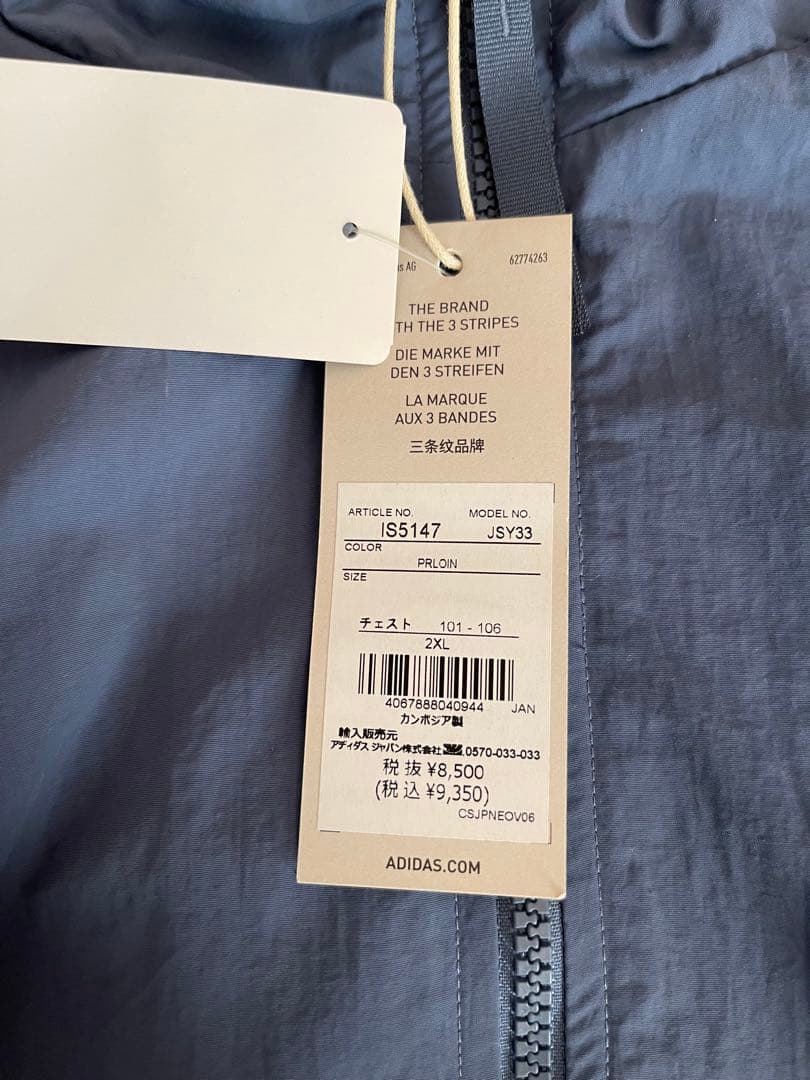 as AG
62774263
THE BRAND
TH THE 3 STRIPES
DIE MARKE MIT
DEN 3 STREIFEN
LA MARQUE
AUX 3 BANDES
三条纹品牌
ARTICLE NO. MODEL NO.
IS5147 JSY33
COLOR
PRLOIN
SIZE
チェスト 101 - 106
2XL
4067888040944 JAN
カンボジア製
輸入販売元
アディダス ジャパン株式会社 0570-033-033
税抜 ¥8,500
(税込 ¥9,350)
CSJPNEOV06
ADIDAS.COM